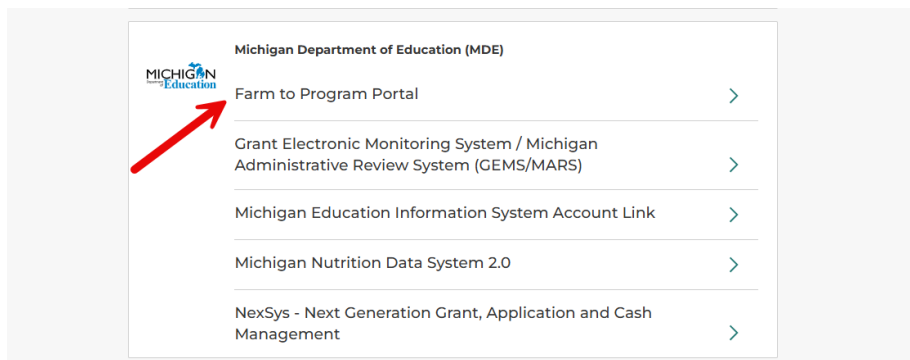 Michigan Department of Education (MDE)
MICHIGAN
Education
Farm to Program Portal
Grant Electronic Monitoring System / Michigan
Administrative Review System (GEMS/MARS)
Michigan Education Information System Account Link
Michigan Nutrition Data System 2.0
NexSys - Next Generation Grant, Application and Cash
Management